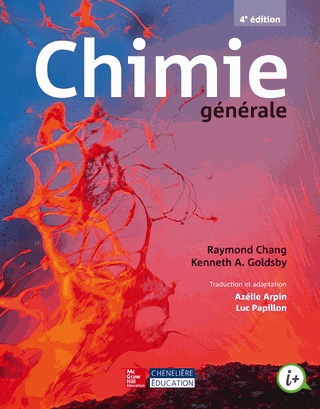 4e édition
Chimie
générale
Raymond Chang
Kenneth A. Goldsby
Traduction et adaptation
Azélie Arpin
Luc Papillon
Mc
Graw
Hill
Education
CHENELIÈRE
ÉDUCATION
i+